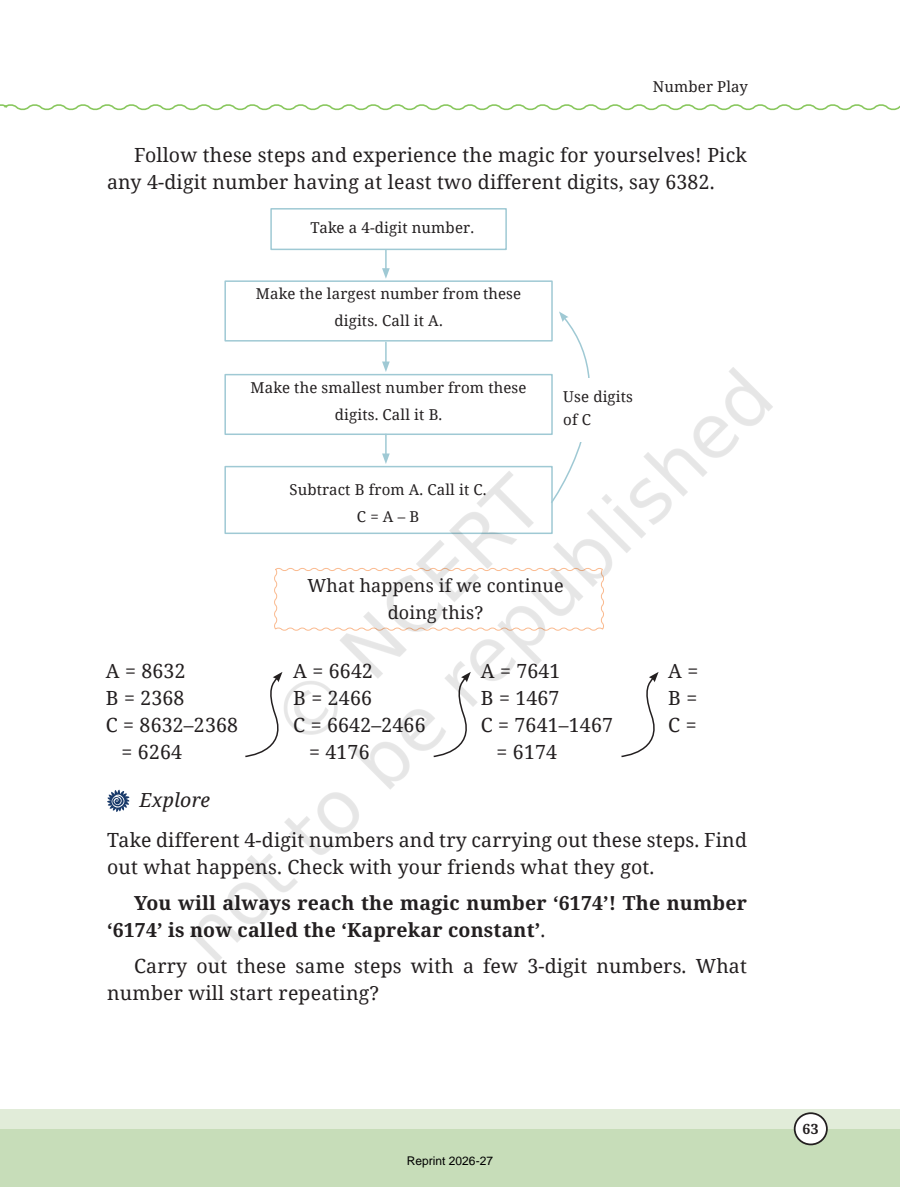 Number Play
Follow these steps and experience the magic for yourselves! Pick
any 4-digit number having at least two different digits, say 6382.
Take a 4-digit number.
Make the largest number from these
digits. Call it A.
Make the smallest number from these
digits. Call it B.
Use digits
of C
Subtract B from A. Call it C.
C = A – B
What happens if we continue
doing this?
A = 8632
B = 2368
C = 8632–2368
= 6264
A = 6642
B = 2466
C = 6642–2466
= 4176
A = 7641
B = 1467
C = 7641–1467
= 6174
A =
B =
C =
Explore
Take different 4-digit numbers and try carrying out these steps. Find
out what happens. Check with your friends what they got.
You will always reach the magic number ‘6174’! The number
‘6174’ is now called the ‘Kaprekar constant’.
Carry out these same steps with a few 3-digit numbers. What
number will start repeating?
© NCERT
not to be republished
63
Reprint 2026-27